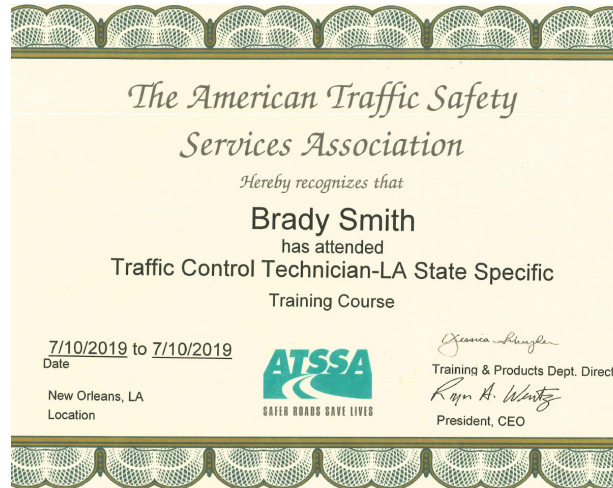 The American Traffic Safety
Services Association
Hereby recognizes that
Brady Smith
has attended
Traffic Control Technician-LA State Specific
Training Course
7/10/2019 to 7/10/2019
Date
New Orleans, LA
Location
ATSSA
SAFER ROADS SAVE LIVES
Training & Products Dept. Direct
President, CEO